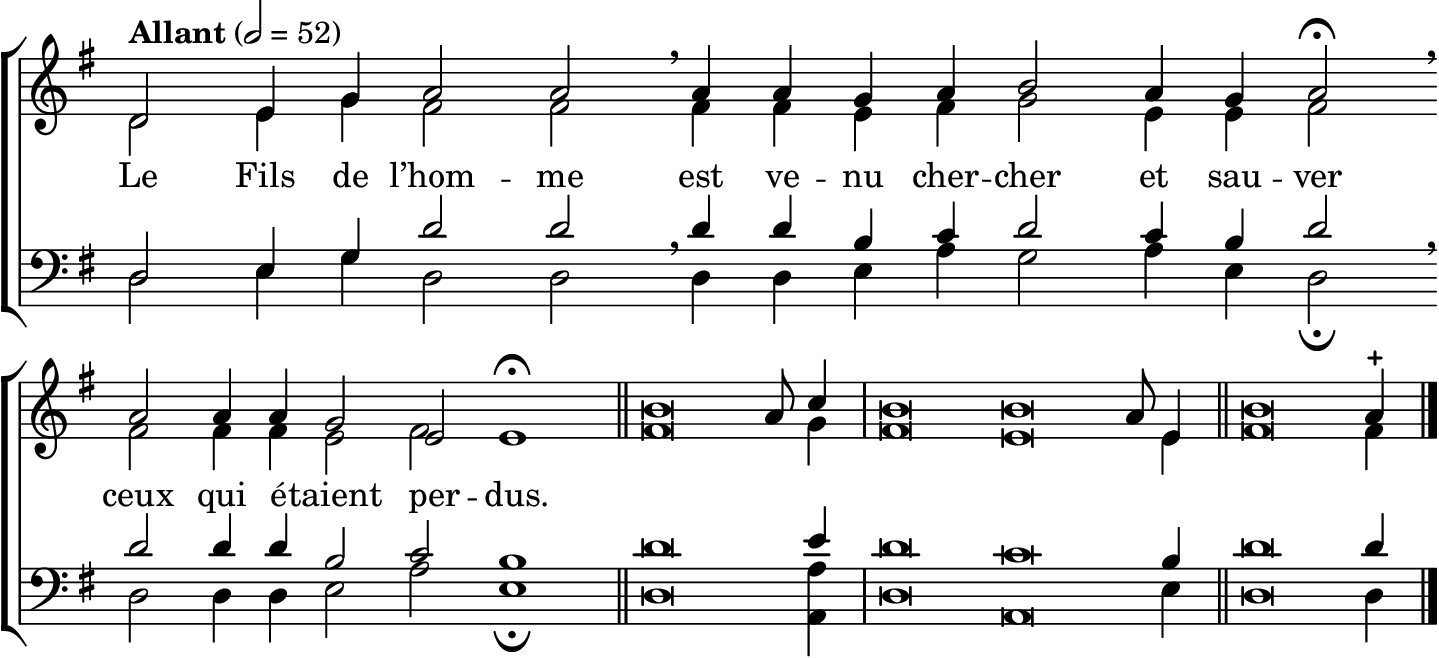 Allant (𝅗𝅥 = 52)
Le Fils de l’hom -- me est ve -- nu cher -- cher et sau -- ver
ceux qui étaient per -- dus.